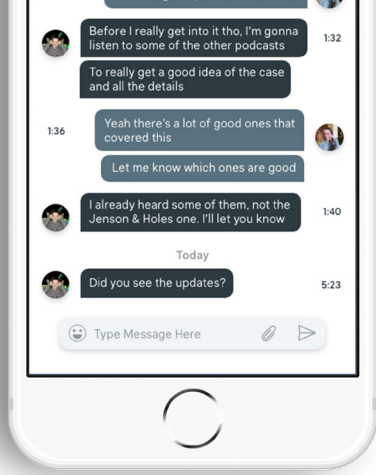 Before I really get into it tho, I'm gonna
listen to some of the other podcasts
1:32
To really get a good idea of the case
and all the details
1:36
Yeah there's a lot of good ones that
covered this
Let me know which ones are good
I already heard some of them, not the
Jenson & Holes one. I'll let you know
1:40
Today
Did you see the updates?
5:23
Type Message Here